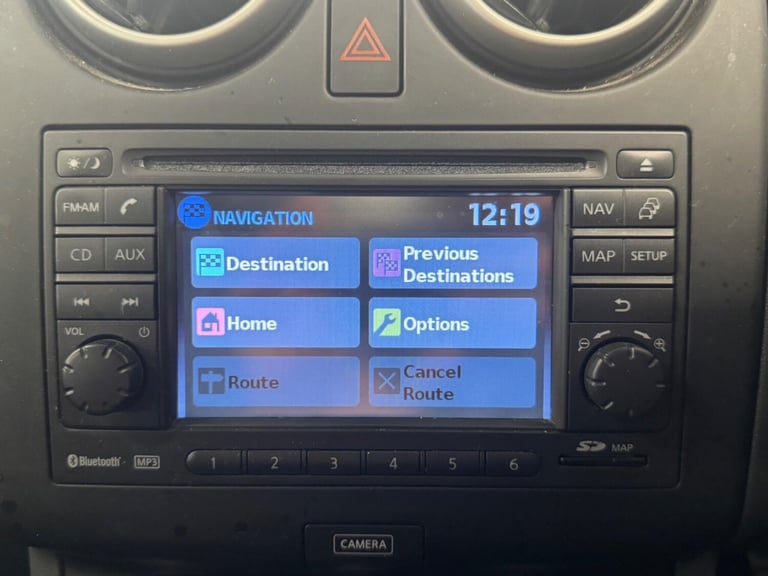 FM·AM
CD AUX
VOL
NAVIGATION 12:19
Destination
Previous
Destinations
Home
Options
Route
Cancel
Route
NAV
MAP SETUP
Bluetooth MP3
1 2 3 4 5 6
SD MAP
CAMERA